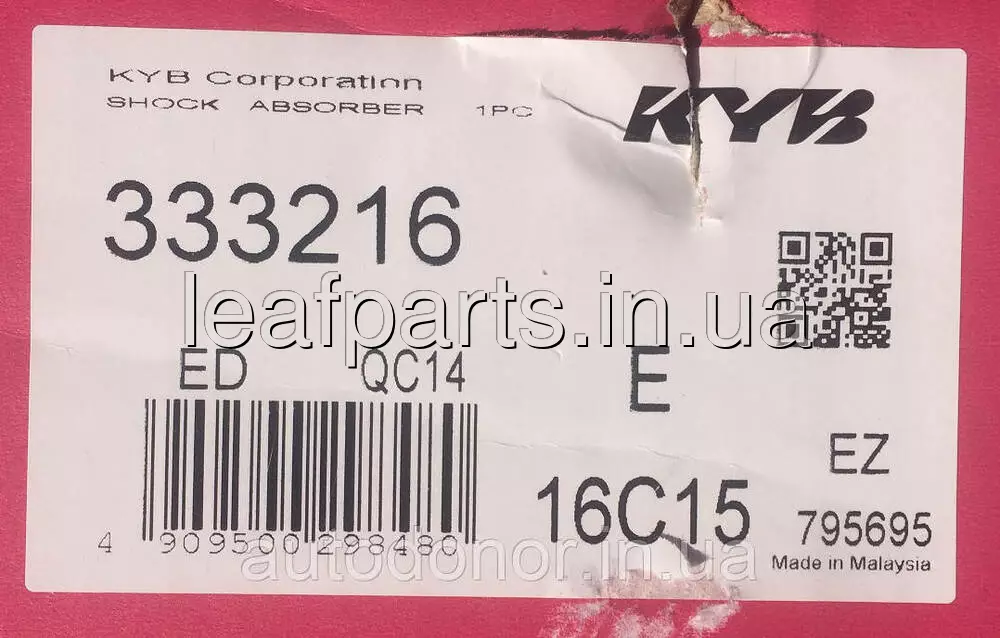 KYB Corporation
SHOCK ABSORBER 1PC
KYB
333216
leafparts.in.ua
ED QC14
E
EZ
16C15
795695
4 909500 298480
autodonor.in.ua
Made in Malaysia